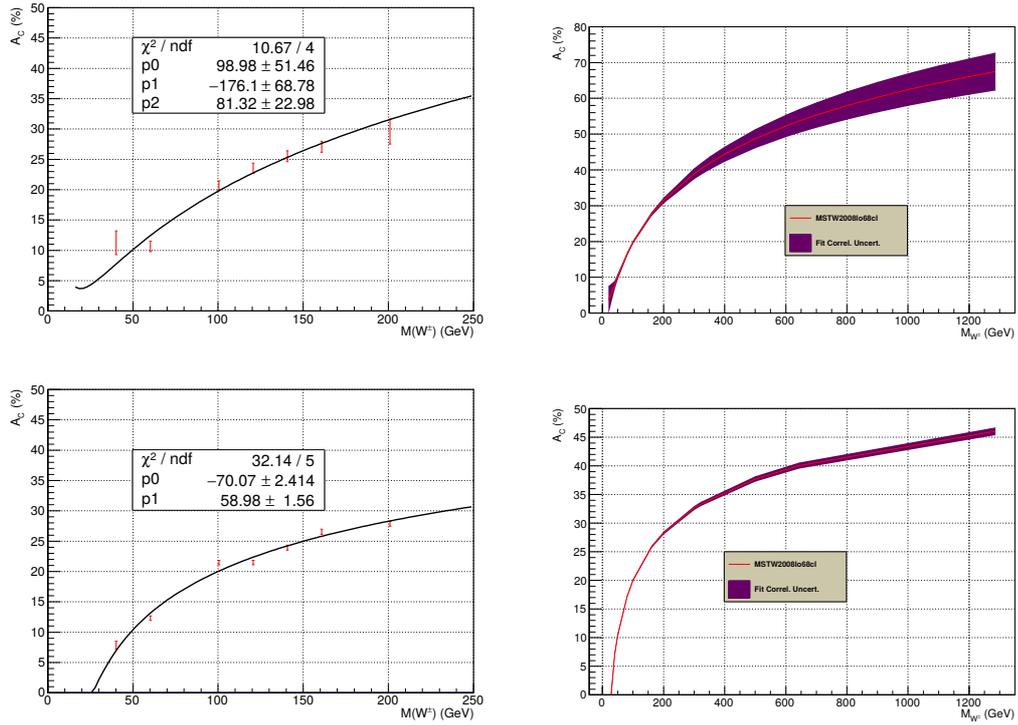 A_C (%)
50
45
40
35
30
25
20
15
10
5
0
χ² / ndf 10.67 / 4
p0 98.98 ± 51.46
p1 −176.1 ± 68.78
p2 81.32 ± 22.98
0 50 100 150 200 250
M(W±) (GeV)
A_C (%)
80
70
60
50
40
30
20
10
0
MSTW2008lo68cl
Fit Correl. Uncert.
0 200 400 600 800 1000 1200
M_W± (GeV)
A_C (%)
50
45
40
35
30
25
20
15
10
5
0
χ² / ndf 32.14 / 5
p0 −70.07 ± 2.414
p1 58.98 ± 1.56
0 50 100 150 200 250
M(W±) (GeV)
A_C (%)
50
45
40
35
30
25
20
15
10
5
0
MSTW2008lo68cl
Fit Correl. Uncert.
0 200 400 600 800 1000 1200
M_W± (GeV)